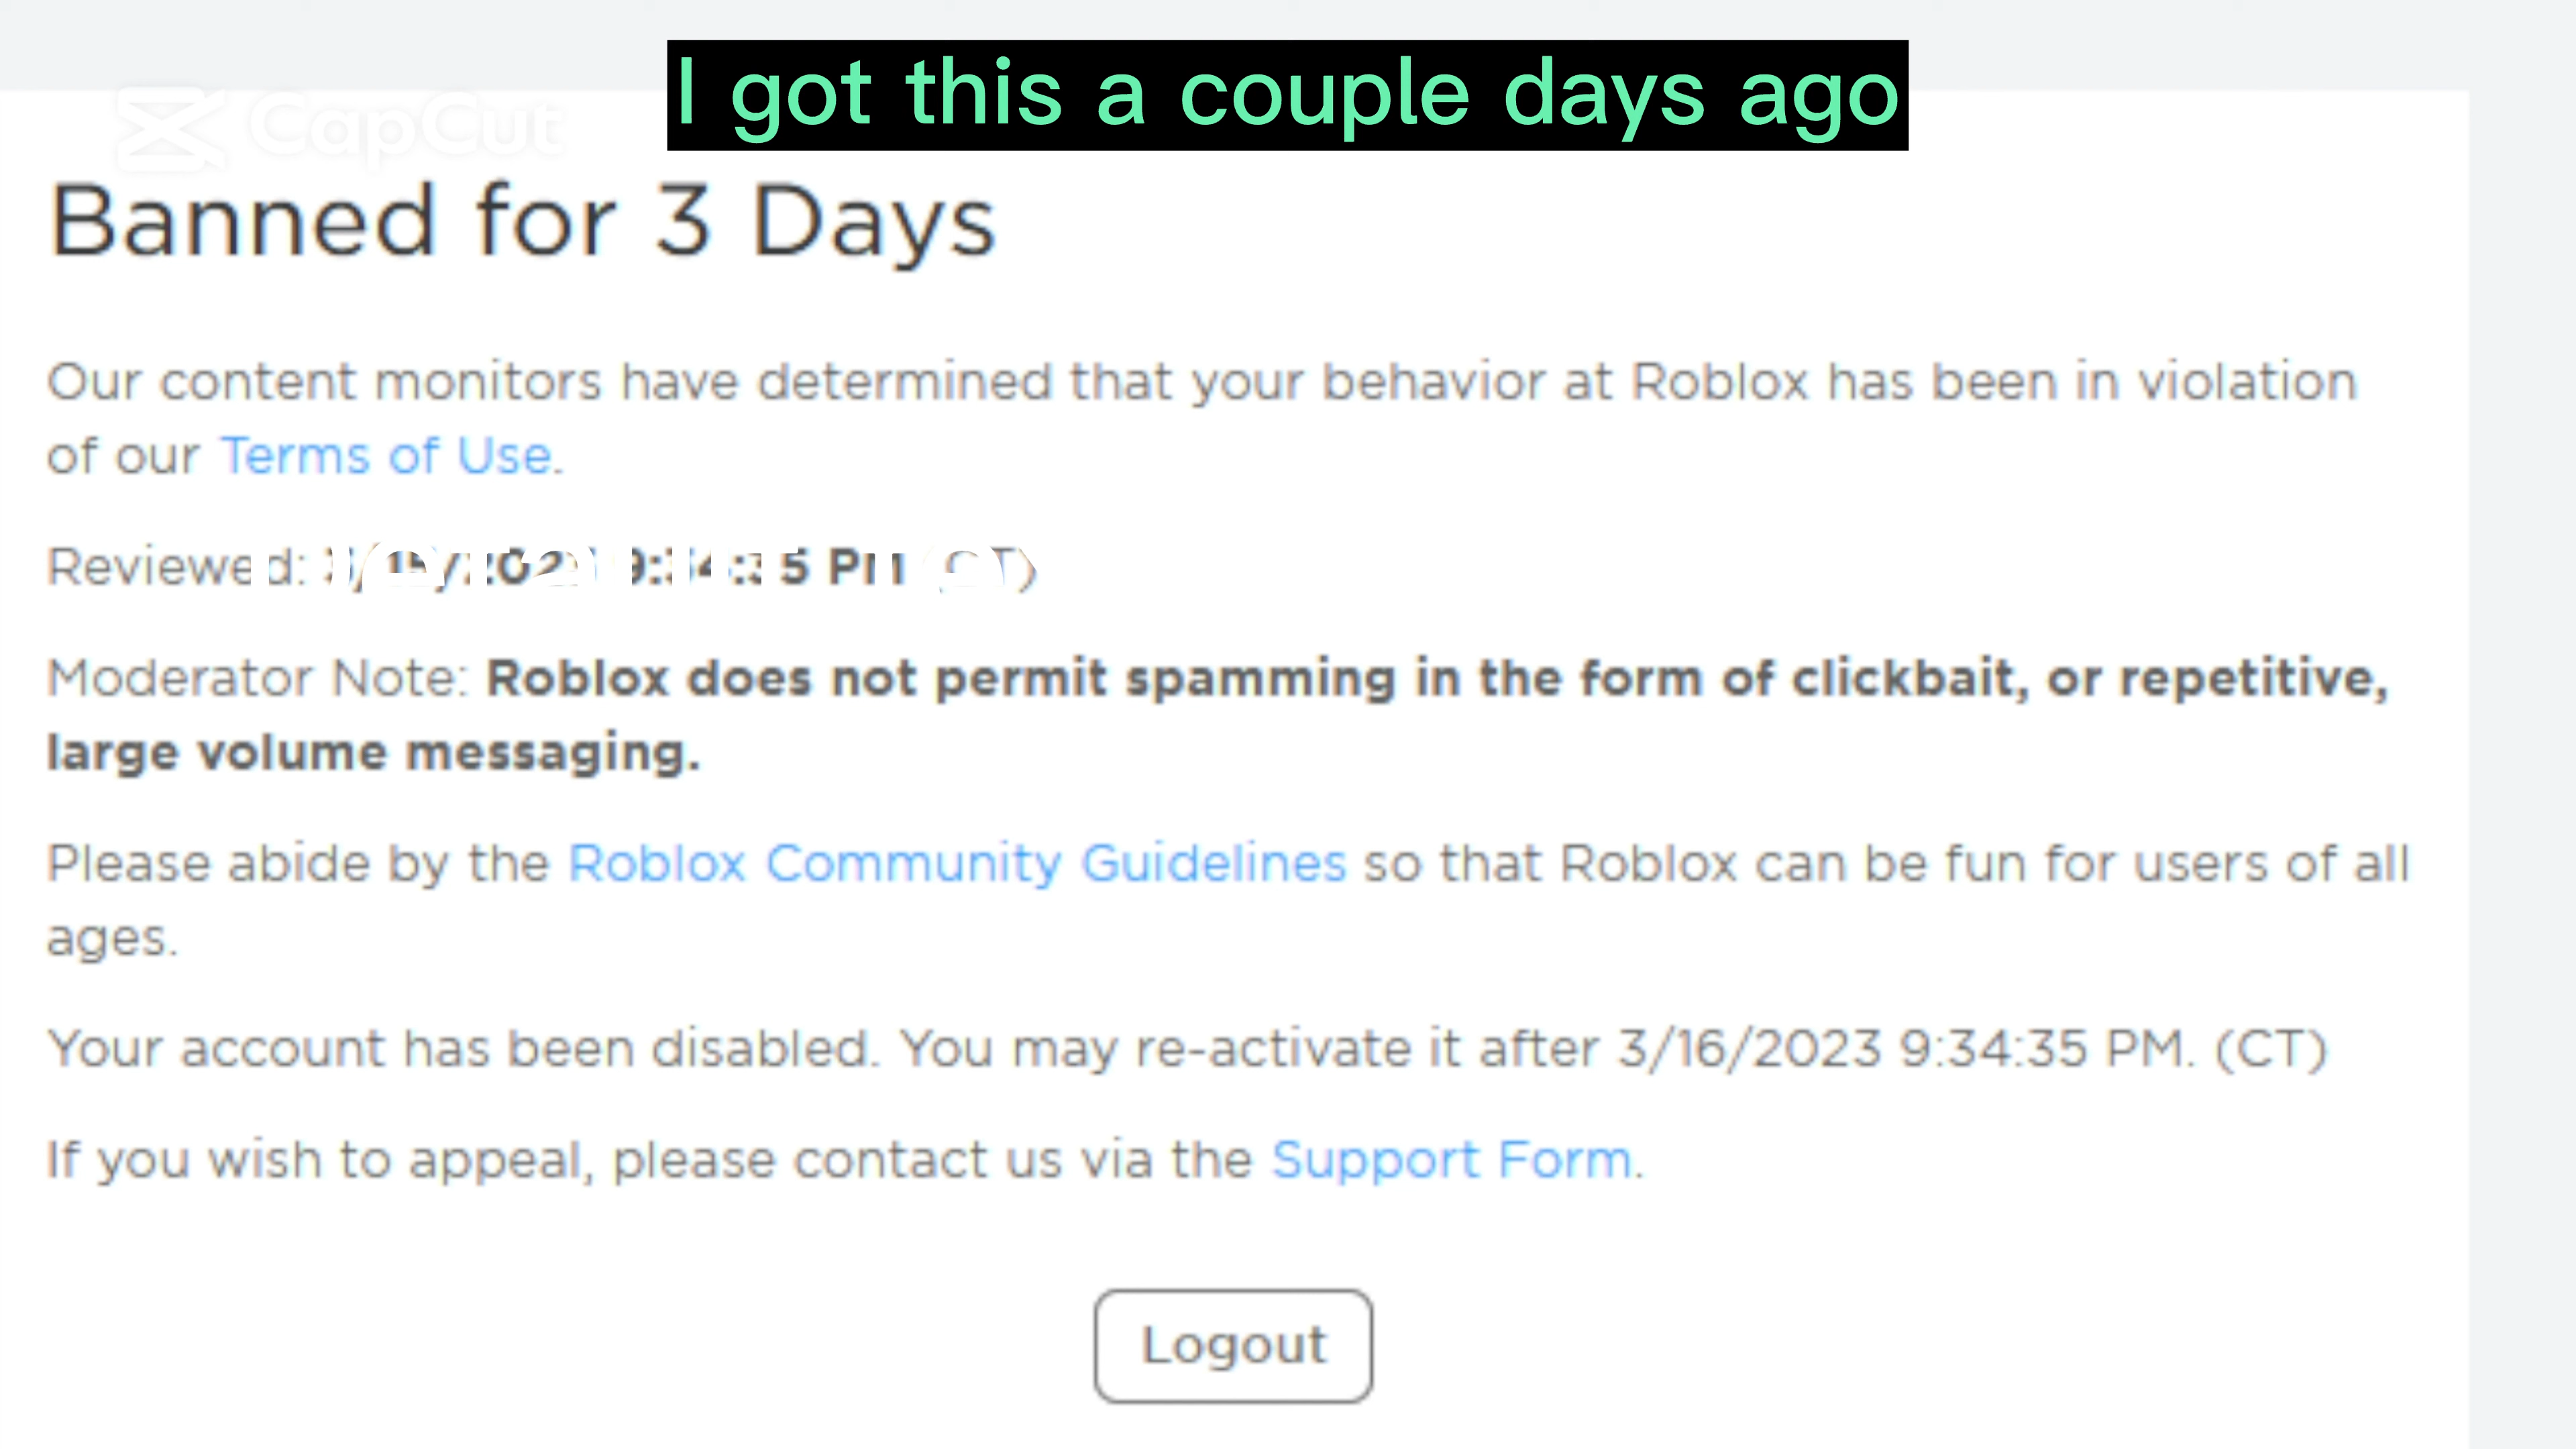 I got this a couple days ago
CapCut
Banned for 3 Days
Our content monitors have determined that your behavior at Roblox has been in violation
of our Terms of Use.
Reviewed:
Moderator Note: Roblox does not permit spamming in the form of clickbait, or repetitive,
large volume messaging.
Please abide by the Roblox Community Guidelines so that Roblox can be fun for users of all
ages.
Your account has been disabled. You may re-activate it after 3/16/2023 9:34:35 PM. (CT)
If you wish to appeal, please contact us via the Support Form.
Logout